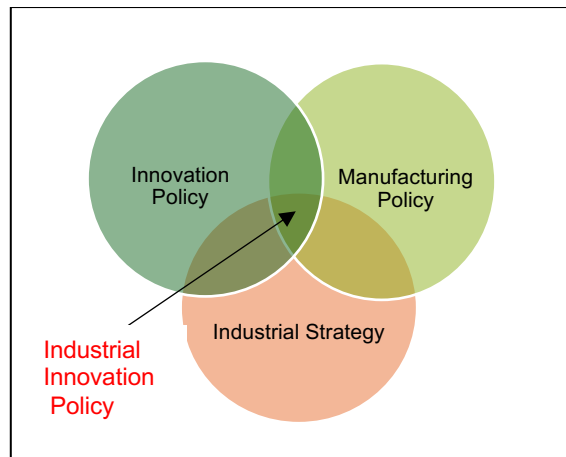 Innovation
Policy
Manufacturing
Policy
Industrial Strategy
Industrial
Innovation
Policy